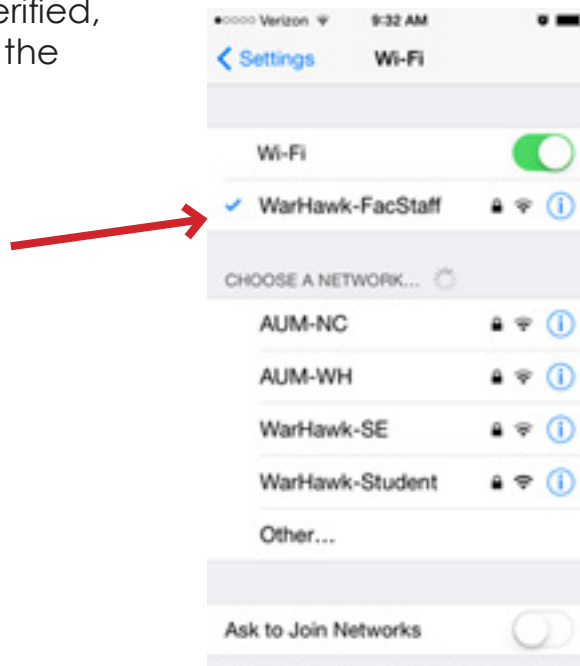 erified,
the
Verizon 9:32 AM
Settings Wi-Fi
Wi-Fi
WarHawk-FacStaff
CHOOSE A NETWORK...
AUM-NC
AUM-WH
WarHawk-SE
WarHawk-Student
Other...
Ask to Join Networks